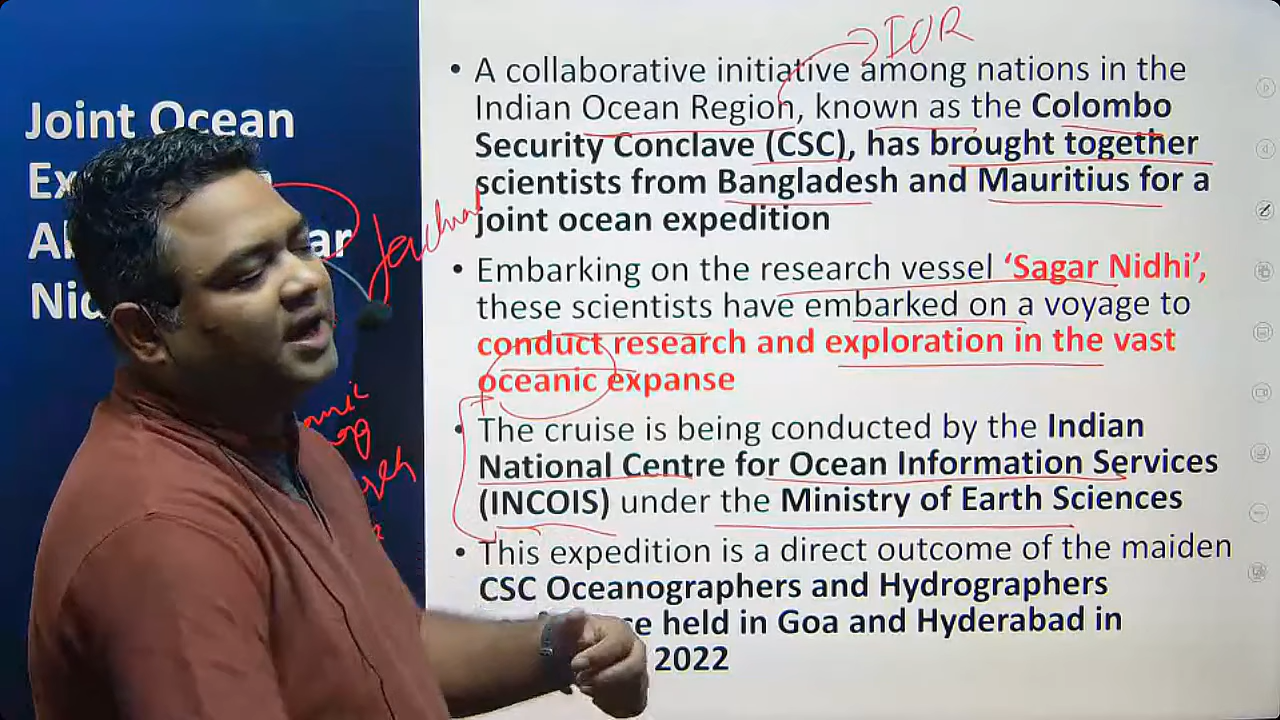 Joint Ocean
Ex
A ar
Ni
• A collaborative initiative among nations in the
Indian Ocean Region, known as the Colombo
Security Conclave (CSC), has brought together
scientists from Bangladesh and Mauritius for a
joint ocean expedition
• Embarking on the research vessel ‘Sagar Nidhi’,
these scientists have embarked on a voyage to
conduct research and exploration in the vast
oceanic expanse
• The cruise is being conducted by the Indian
National Centre for Ocean Information Services
(INCOIS) under the Ministry of Earth Sciences
• This expedition is a direct outcome of the maiden
CSC Oceanographers and Hydrographers
ce held in Goa and Hyderabad in
2022
IOR